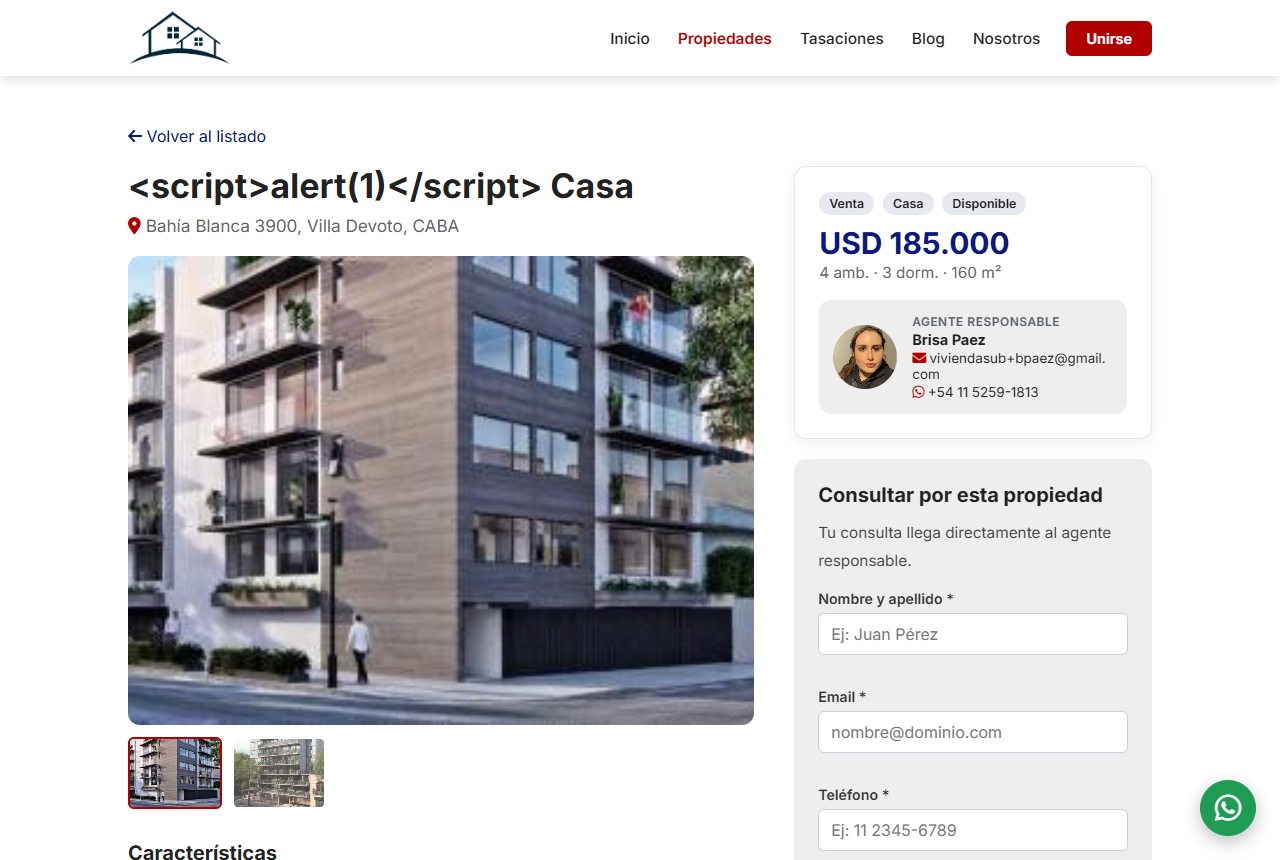 Inicio
Propiedades
Tasaciones
Blog
Nosotros
Unirse
Volver al listado
<script>alert(1)</script> Casa
Bahía Blanca 3900, Villa Devoto, CABA
Venta
Casa
Disponible
USD 185.000
4 amb. · 3 dorm. · 160 m²
AGENTE RESPONSABLE
Brisa Paez
viviendasub+bpaez@gmail.
com
+54 11 5259-1813
Consultar por esta propiedad
Tu consulta llega directamente al agente
responsable.
Nombre y apellido *
Ej: Juan Pérez
Email *
nombre@dominio.com
Teléfono *
Ej: 11 2345-6789
Características